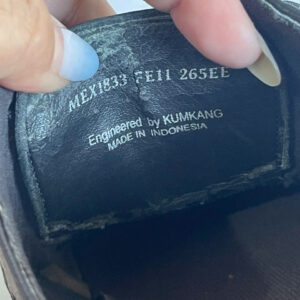 MEX1833 FE11 265EE
Engineered by KUMKANG
MADE IN INDONESIA